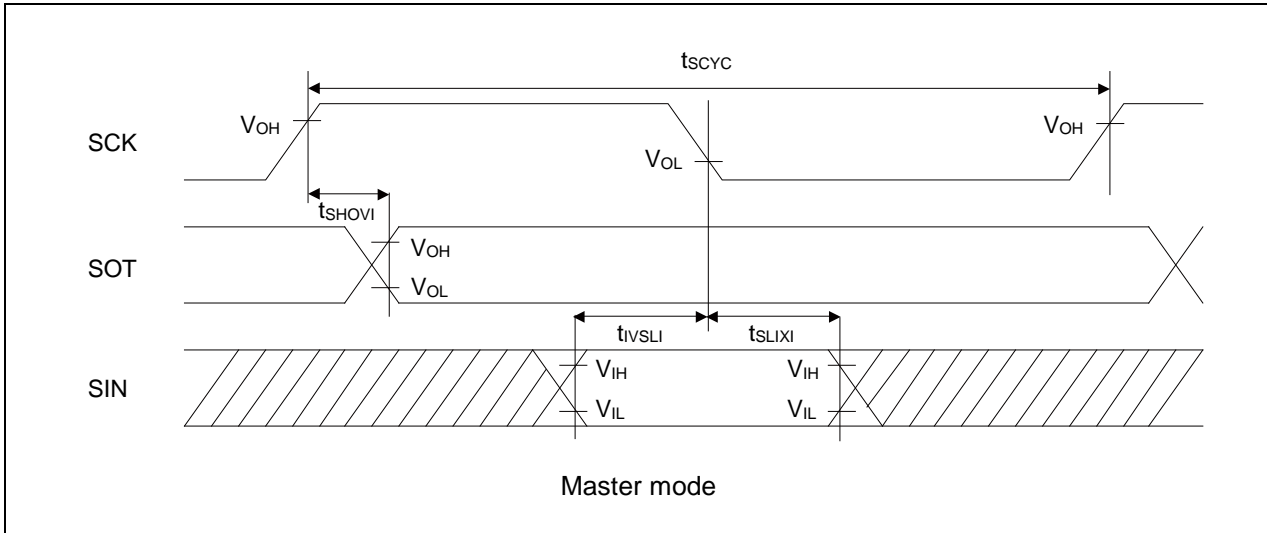 tSCYC
SCK
VOH
VOL
VOH
tSHOVI
SOT
VOH
VOL
tIVSLI
tSLIXI
SIN
VIH
VIH
VIL
VIL
Master mode